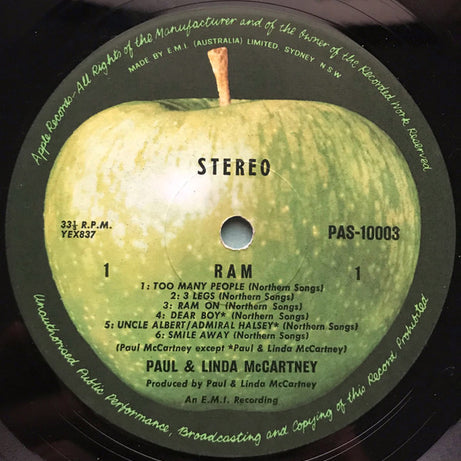 Apple Records-All Rights of the Manufacturer and of the Owner of the Recorded Work Reserved
MADE BY E.M.I. (AUSTRALIA) LIMITED, SYDNEY N S W
STEREO
33⅓ R.P.M.
YEX837
PAS-10003
1
RAM
1
1: TOO MANY PEOPLE (Northern Songs)
2: 3 LEGS (Northern Songs)
3: RAM ON (Northern Songs)
4: DEAR BOY* (Northern Songs)
5: UNCLE ALBERT/ADMIRAL HALSEY* (Northern Songs)
6: SMILE AWAY (Northern Songs)
(Paul McCartney except *Paul & Linda McCartney)
PAUL & LINDA McCARTNEY
Produced by Paul & Linda McCartney
An E.M.I. Recording
Unauthorised Public Performance, Broadcasting and Copying of this Record Prohibited